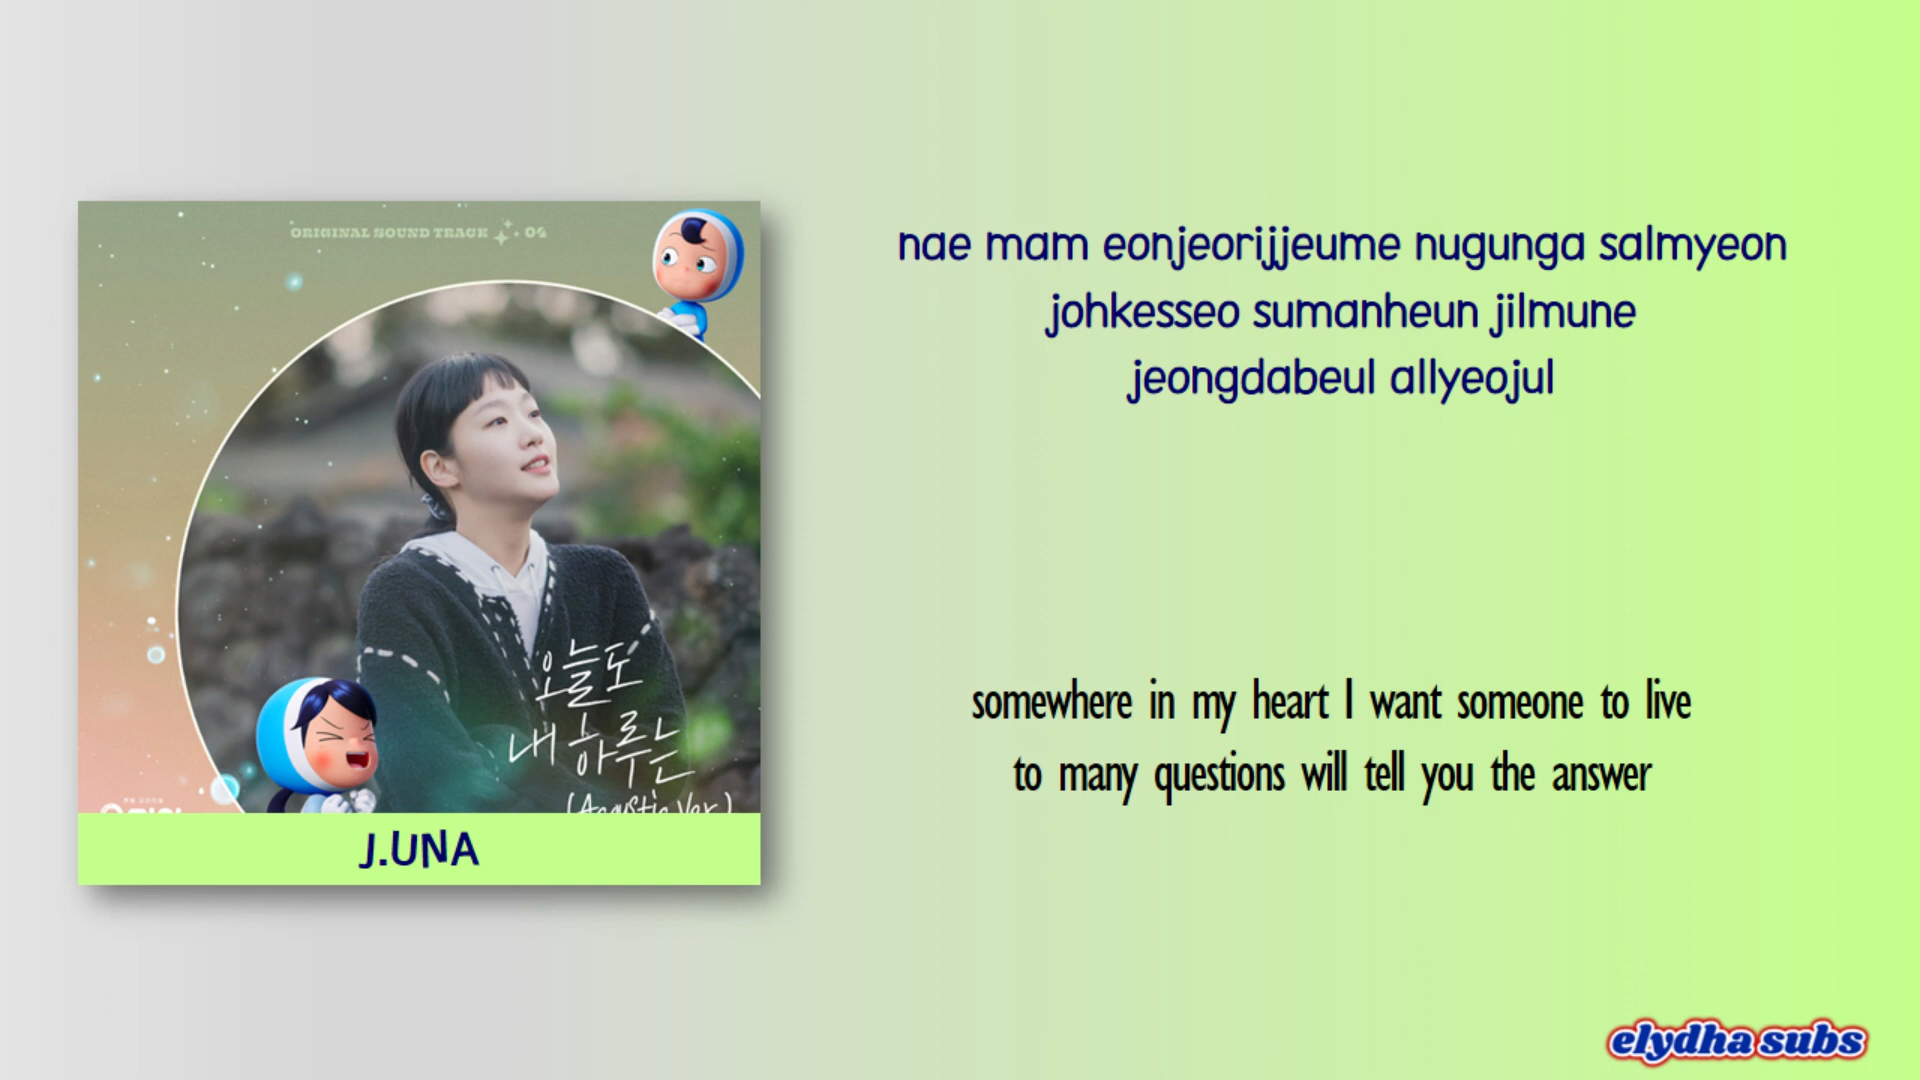 ORIGINAL SOUND TRACK 04
오늘도
내 하루는
(Acoustic Ver.)
J.UNA
nae mam eonjeorijjeume nugunga salmyeon
johkesseo sumanheun jilmune
jeongdabeul allyeojul
somewhere in my heart I want someone to live
to many questions will tell you the answer
elydha subs